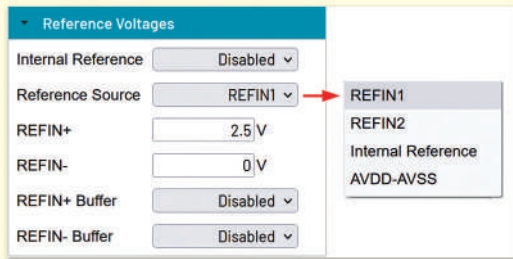 Reference Voltages
Internal Reference Disabled
Reference Source REFIN1
REFIN+ 2.5 V
REFIN- 0 V
REFIN+ Buffer Disabled
REFIN- Buffer Disabled
REFIN1
REFIN2
Internal Reference
AVDD-AVSS